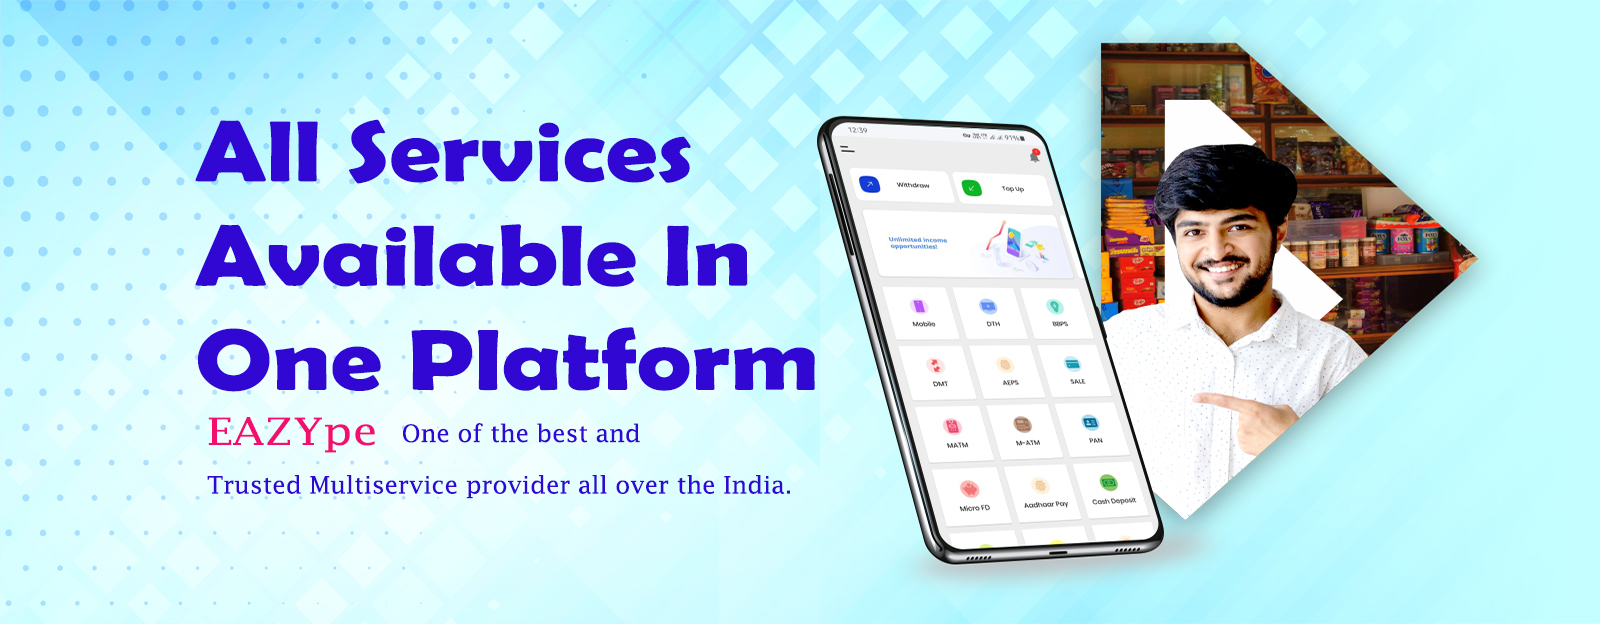 All Services
Available In
One Platform
EAZYpe One of the best and
Trusted Multiservice provider all over the India.
12:39
91%
Withdraw
Top Up
Unlimited income
opportunities!
Mobile
DTH
BBPS
DMT
AEPS
SALE
MATM
M-ATM
PAN
Micro FD
Aadhaar Pay
Cash Deposit